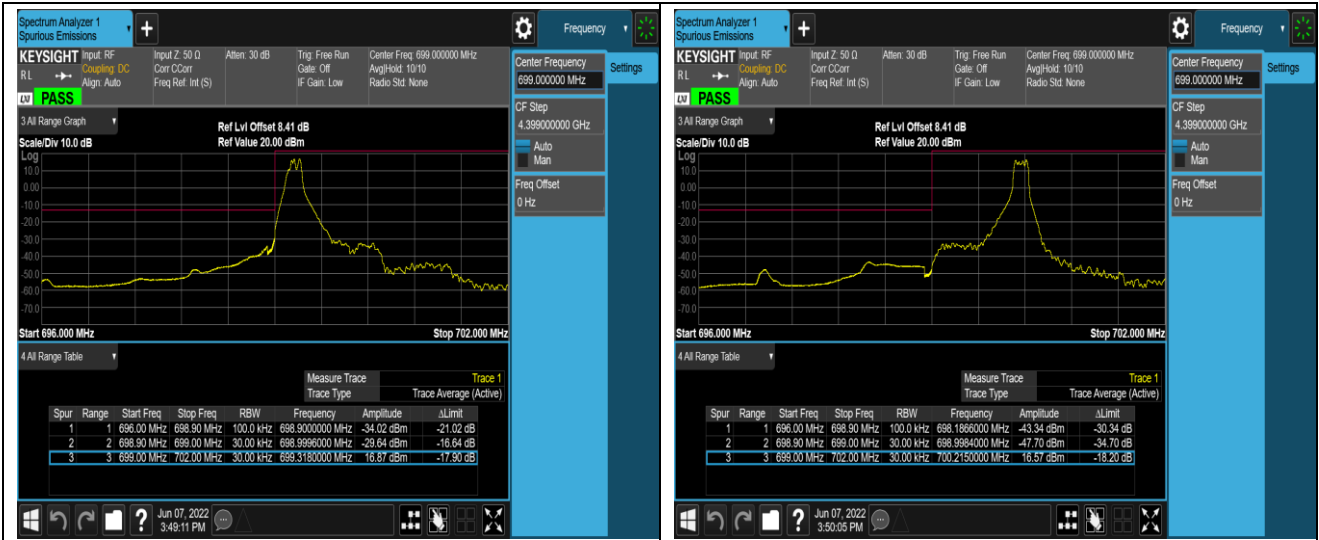 Spectrum Analyzer 1
Spurious Emissions
+
Frequency
KEYSIGHT Input: RF Input Z: 50 Ω Atten: 30 dB Trig: Free Run Center Freq: 699.000000 MHz
Coupling: DC Corr CCorr Gate: Off Avg|Hold: 10/10
RL Align: Auto Freq Ref: Int (S) IF Gain: Low Radio Std: None
LXI PASS
3 All Range Graph
Ref Lvl Offset 8.41 dB
Scale/Div 10.0 dB Ref Value 20.00 dBm
Log
10.0
0.00
-10.0
-20.0
-30.0
-40.0
-50.0
-60.0
-70.0
Start 696.000 MHz Stop 702.000 MHz
4 All Range Table
Measure Trace Trace 1
Trace Type Trace Average (Active)
Spur Range Start Freq Stop Freq RBW Frequency Amplitude ΔLimit
1 1 696.00 MHz 698.90 MHz 100.0 kHz 698.9000000 MHz -34.02 dBm -21.02 dB
2 2 698.90 MHz 699.00 MHz 30.00 kHz 698.9996000 MHz -29.64 dBm -16.64 dB
3 3 699.00 MHz 702.00 MHz 30.00 kHz 699.3180000 MHz 16.87 dBm -17.90 dB
? Jun 07, 2022
3:49:11 PM
Center Frequency
699.000000 MHz
Settings
CF Step
4.399000000 GHz
Auto
Man
Freq Offset
0 Hz
Spectrum Analyzer 1
Spurious Emissions
+
Frequency
KEYSIGHT Input: RF Input Z: 50 Ω Atten: 30 dB Trig: Free Run Center Freq: 699.000000 MHz
Coupling: DC Corr CCorr Gate: Off Avg|Hold: 10/10
RL Align: Auto Freq Ref: Int (S) IF Gain: Low Radio Std: None
LXI PASS
3 All Range Graph
Ref Lvl Offset 8.41 dB
Scale/Div 10.0 dB Ref Value 20.00 dBm
Log
10.0
0.00
-10.0
-20.0
-30.0
-40.0
-50.0
-60.0
-70.0
Start 696.000 MHz Stop 702.000 MHz
4 All Range Table
Measure Trace Trace 1
Trace Type Trace Average (Active)
Spur Range Start Freq Stop Freq RBW Frequency Amplitude ΔLimit
1 1 696.00 MHz 698.90 MHz 100.0 kHz 698.1866000 MHz -43.34 dBm -30.34 dB
2 2 698.90 MHz 699.00 MHz 30.00 kHz 698.9984000 MHz -47.70 dBm -34.70 dB
3 3 699.00 MHz 702.00 MHz 30.00 kHz 700.2150000 MHz 16.57 dBm -18.20 dB
? Jun 07, 2022
3:50:05 PM
Center Frequency
699.000000 MHz
Settings
CF Step
4.399000000 GHz
Auto
Man
Freq Offset
0 Hz